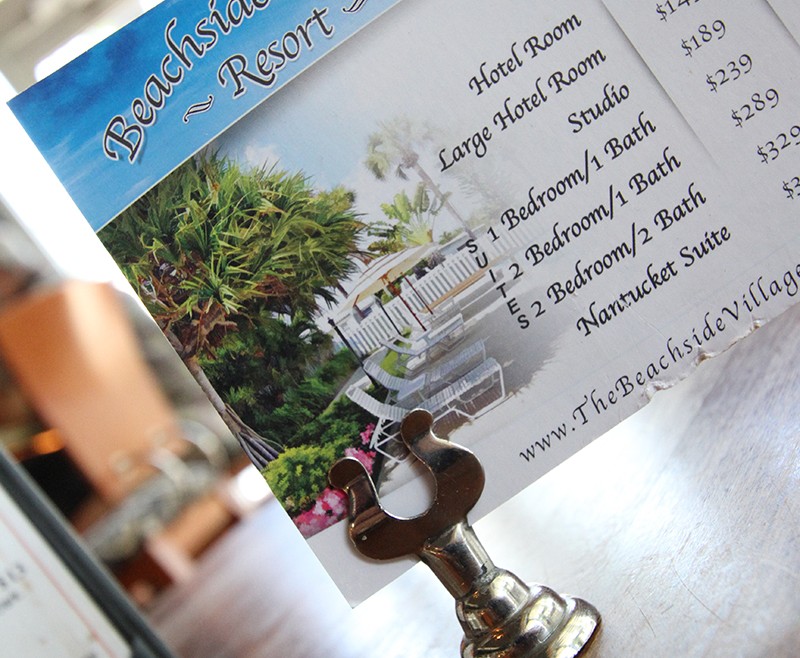 Beachside
~ Resort ~
Hotel Room
Large Hotel Room $189
Studio $239
SUITES
1 Bedroom/1 Bath $289
2 Bedroom/1 Bath $329
2 Bedroom/2 Bath
Nantucket Suite
www.TheBeachsideVillage